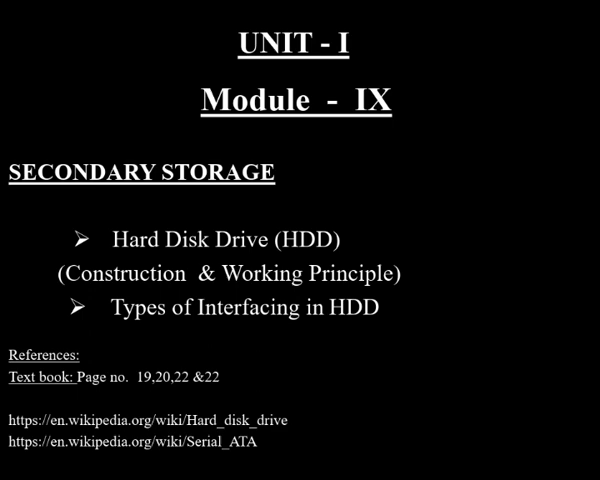 UNIT - I
Module - IX
SECONDARY STORAGE
➢ Hard Disk Drive (HDD)
(Construction & Working Principle)
➢ Types of Interfacing in HDD
References:
Text book: Page no. 19,20,22 &22
https://en.wikipedia.org/wiki/Hard_disk_drive
https://en.wikipedia.org/wiki/Serial_ATA